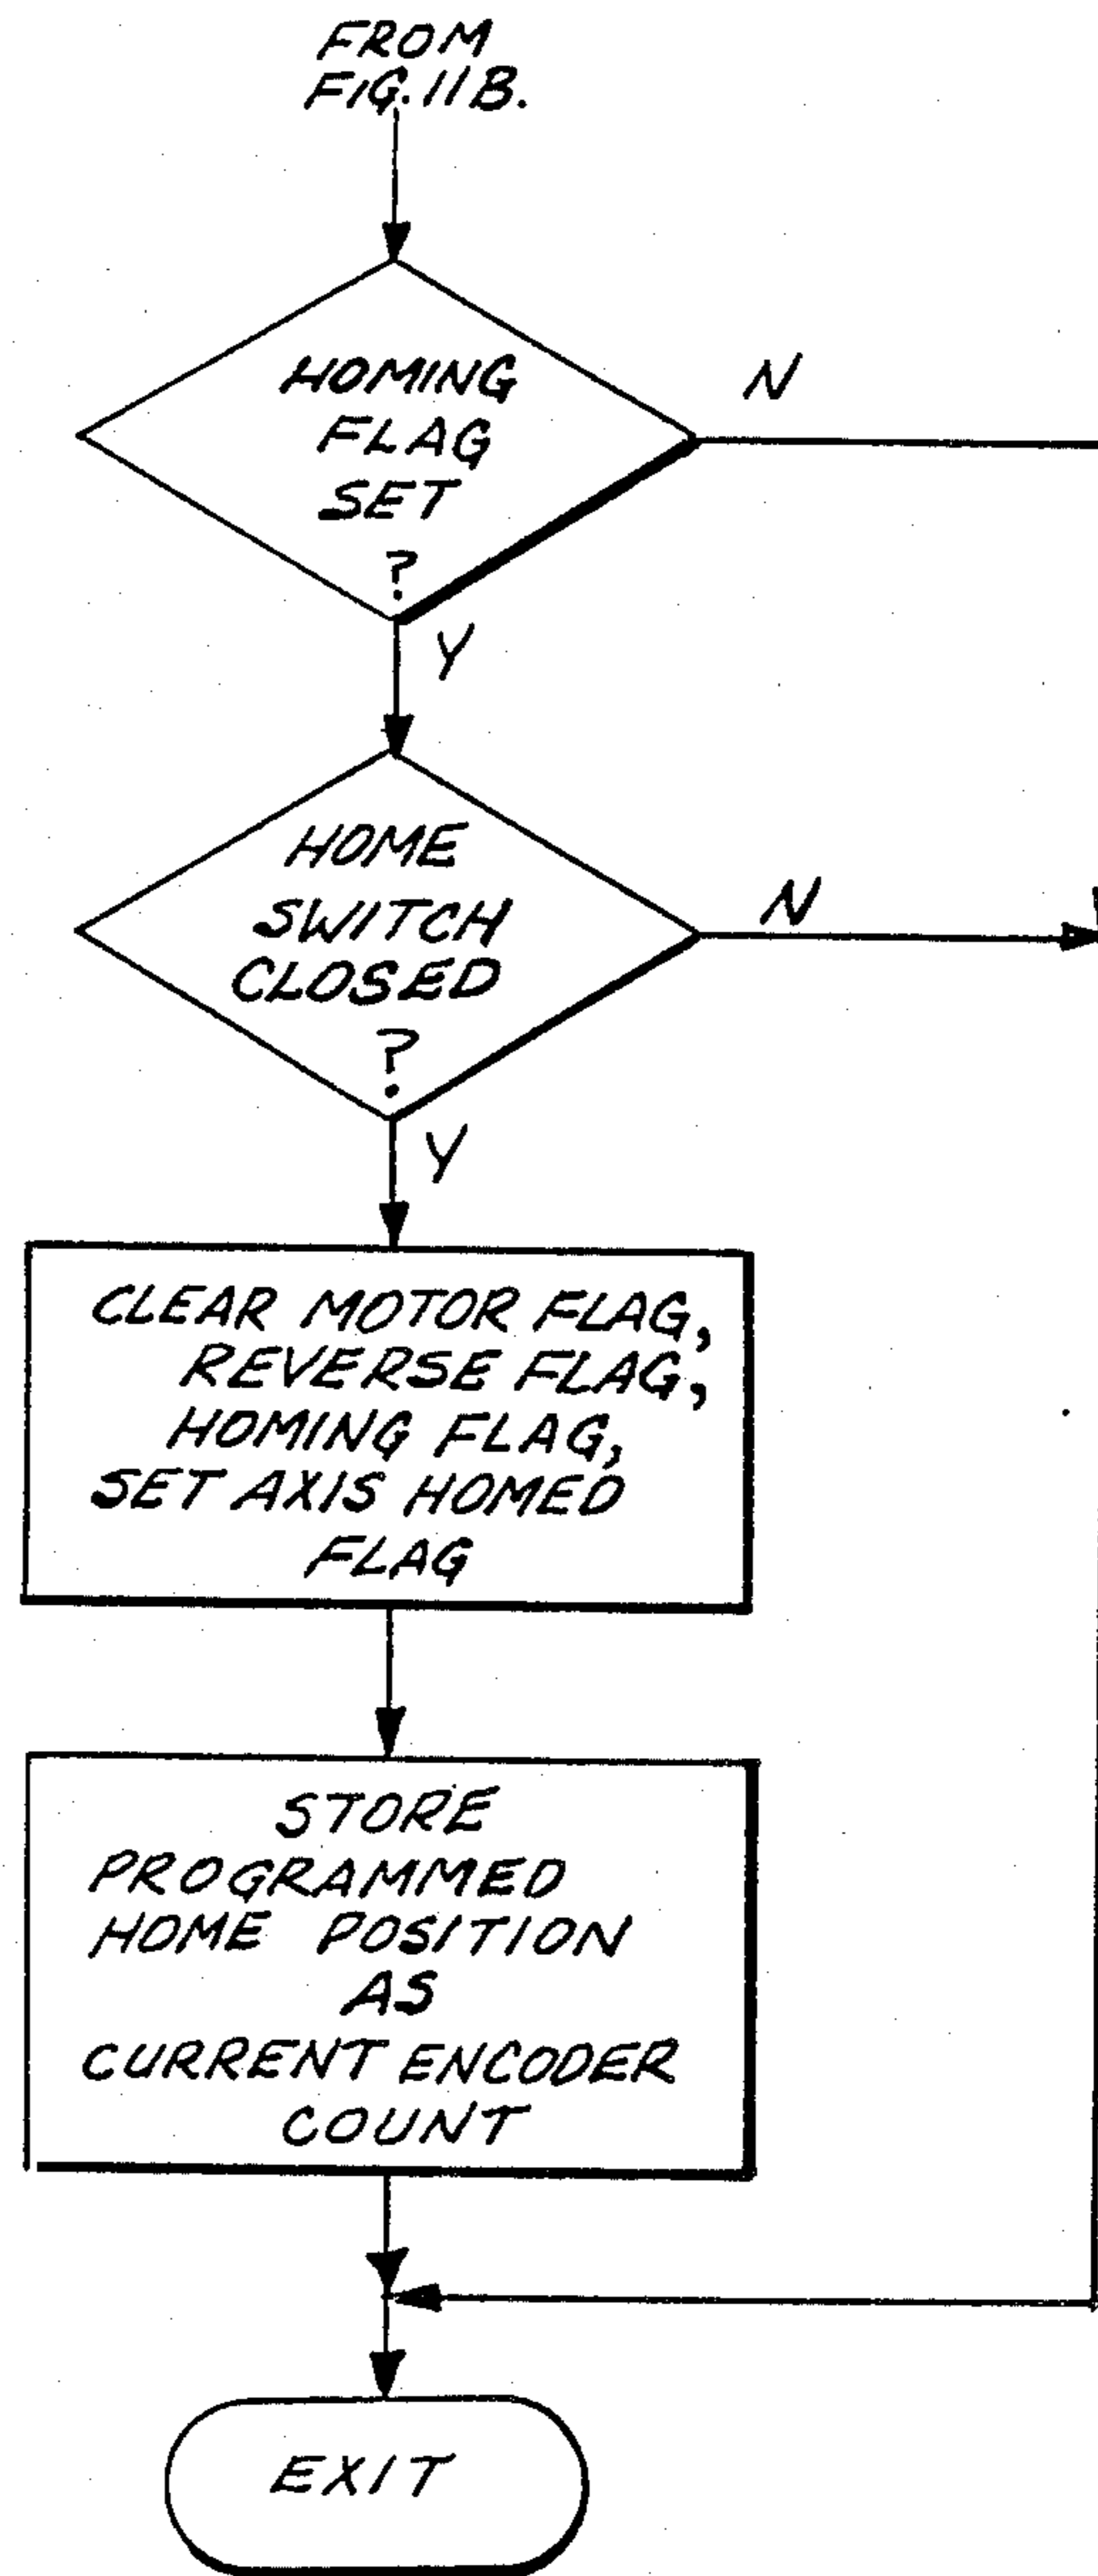 FROM
FIG. 11B.
HOMING
FLAG
SET
?
N
Y
HOME
SWITCH
CLOSED
?
N
Y
CLEAR MOTOR FLAG,
REVERSE FLAG,
HOMING FLAG,
SET AXIS HOMED
FLAG
STORE
PROGRAMMED
HOME POSITION
AS
CURRENT ENCODER
COUNT
EXIT